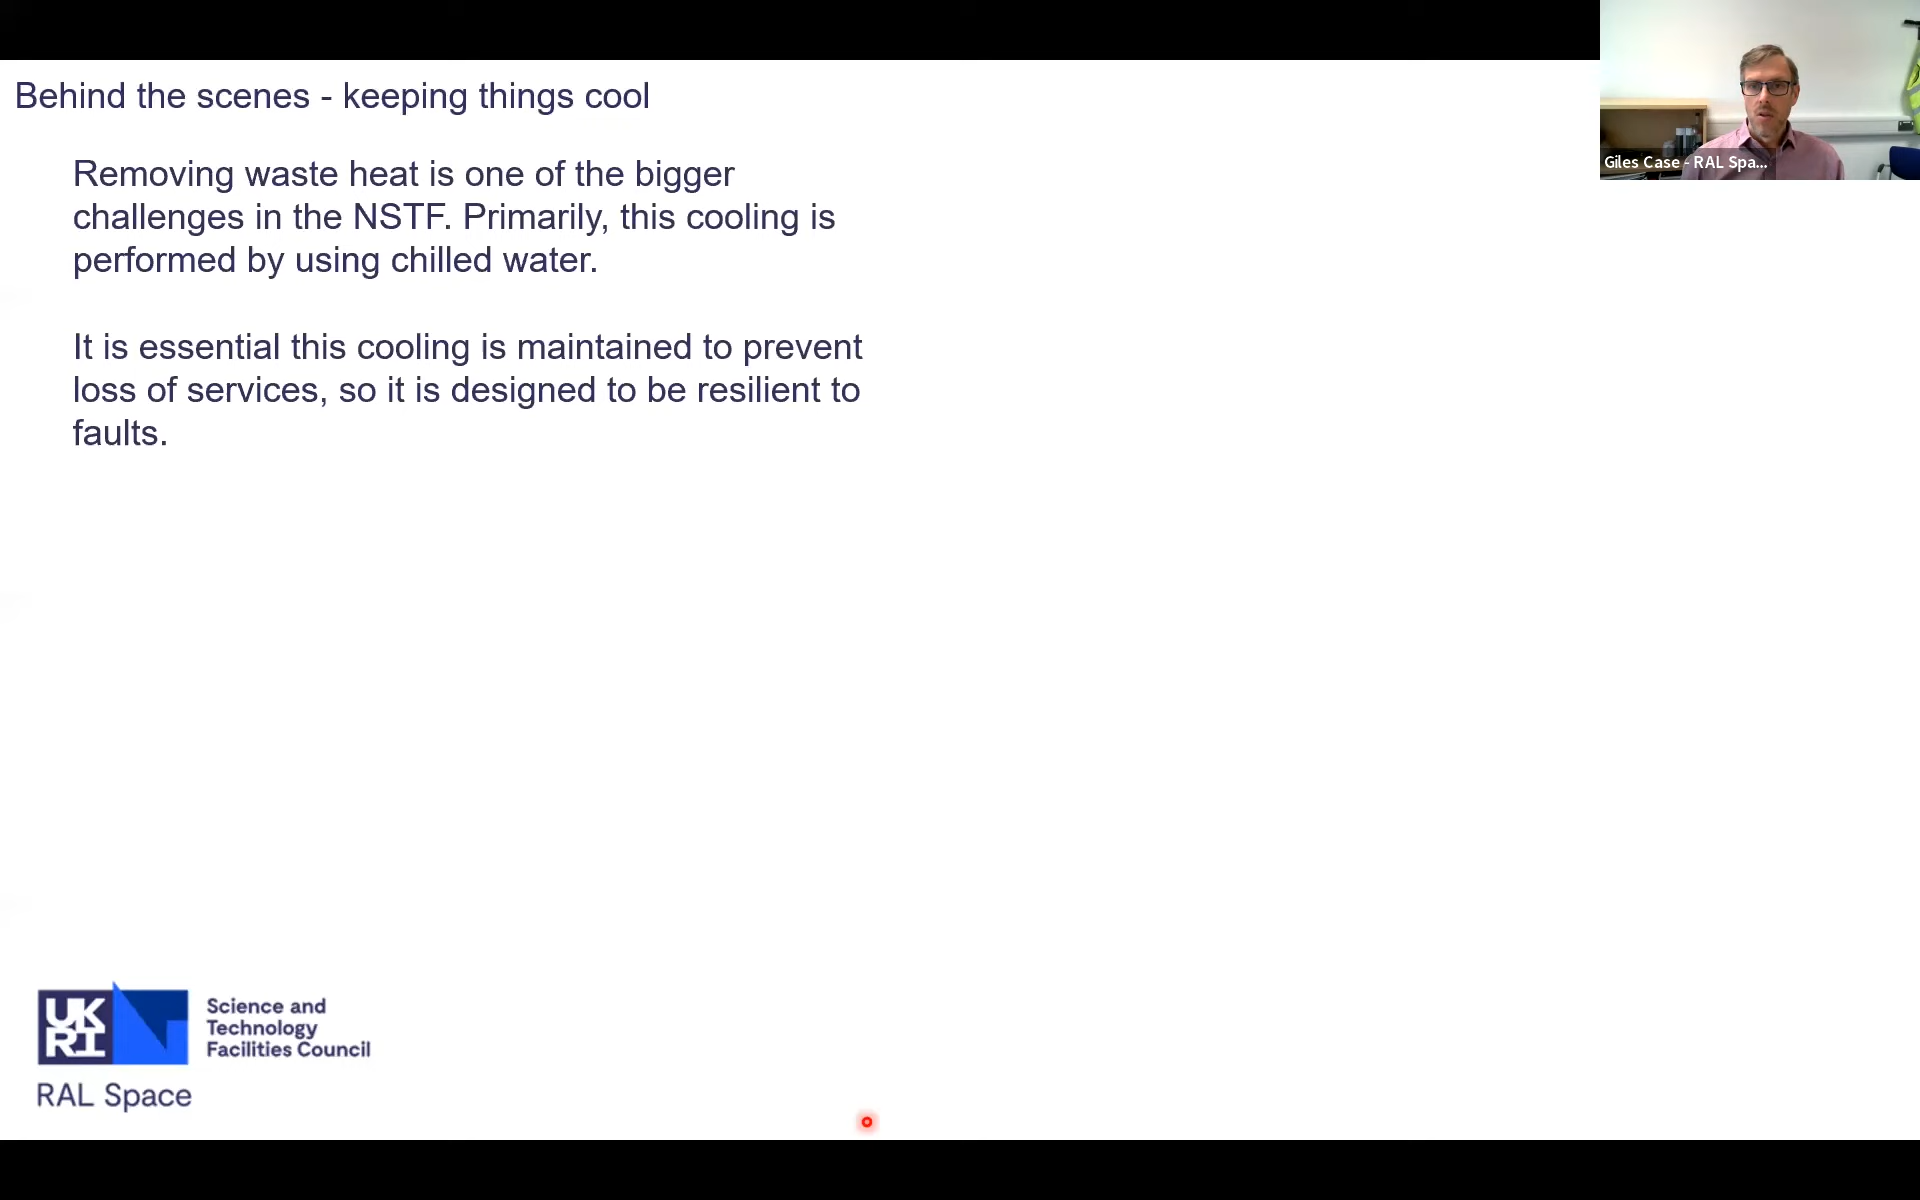 Behind the scenes - keeping things cool
Removing waste heat is one of the bigger
challenges in the NSTF. Primarily, this cooling is
performed by using chilled water.
It is essential this cooling is maintained to prevent
loss of services, so it is designed to be resilient to
faults.
Giles Case - RAL Spa...
UK
RI
Science and
Technology
Facilities Council
RAL Space